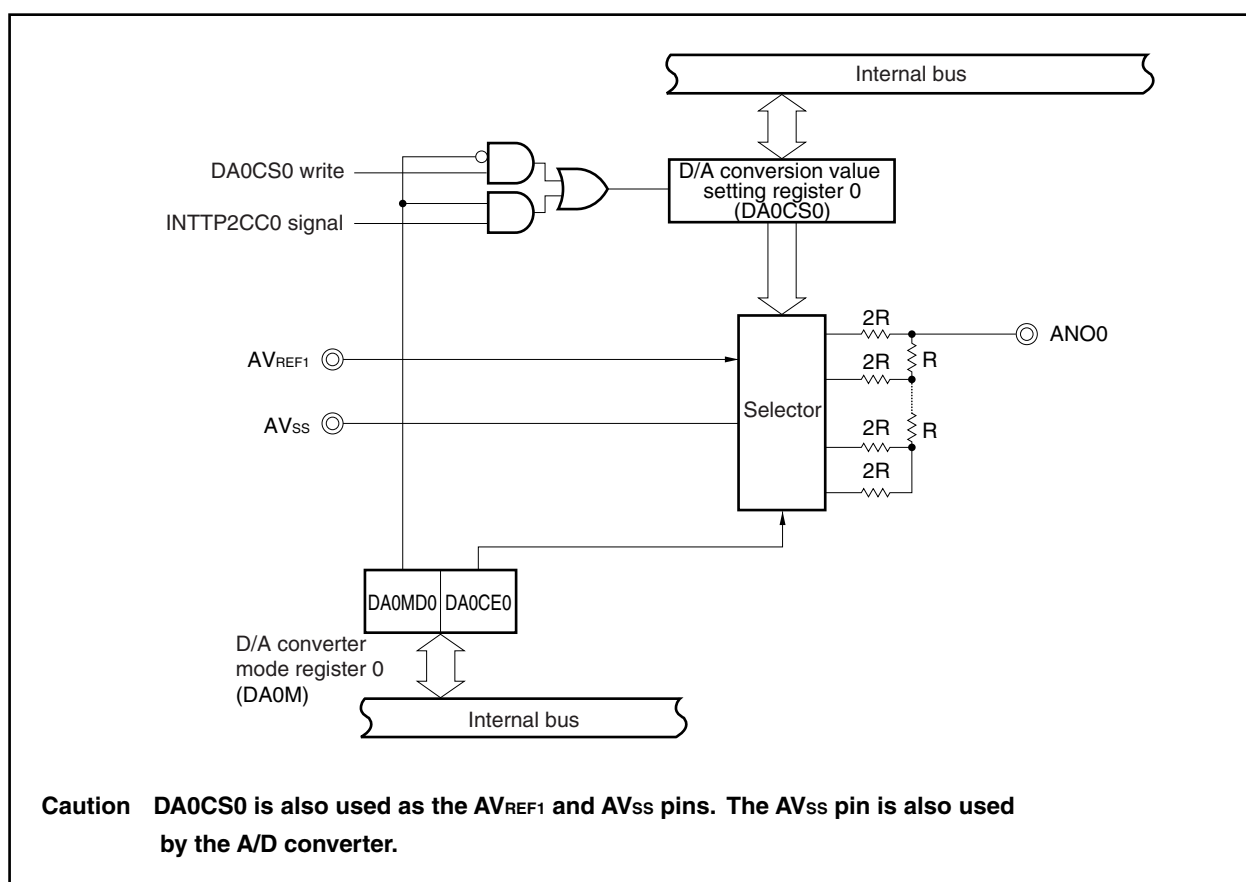 Internal bus
DA0CS0 write
D/A conversion value
setting register 0
(DA0CS0)
INTTP2CC0 signal
2R
ANO0
R
AVREF1
2R
Selector
AVSS
2R
R
2R
DA0MD0 DA0CE0
D/A converter
mode register 0
(DA0M)
Internal bus
Caution DA0CS0 is also used as the AVREF1 and AVSS pins. The AVSS pin is also used
by the A/D converter.